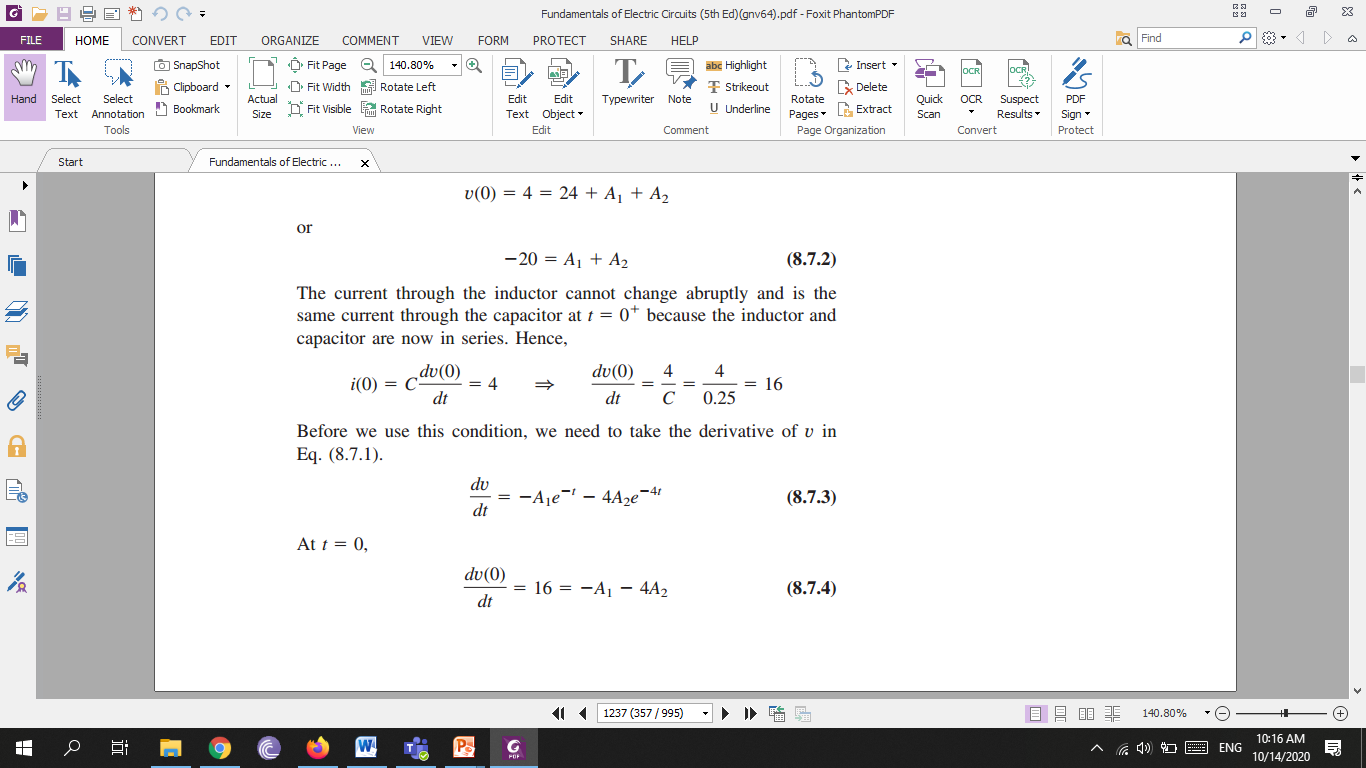 Fundamentals of Electric Circuits (5th Ed)(gnv64).pdf - Foxit PhantomPDF
FILE HOME CONVERT EDIT ORGANIZE COMMENT VIEW FORM PROTECT SHARE HELP Find
Hand
Select Text
Select Annotation
SnapShot
Clipboard
Bookmark
Tools
Actual Size
Fit Page
Fit Width
Fit Visible
140.80%
Rotate Left
Rotate Right
View
Edit Text
Edit Object
Edit
Typewriter
Note
abc Highlight
T Strikeout
U Underline
Comment
Rotate Pages
Insert
Delete
Extract
Page Organization
Quick Scan
OCR OCR
OCR Suspect Results
Convert
PDF Sign
Protect
Start
Fundamentals of Electric ... x
v(0) = 4 = 24 + A₁ + A₂
or
−20 = A₁ + A₂ (8.7.2)
The current through the inductor cannot change abruptly and is the
same current through the capacitor at t = 0⁺ because the inductor and
capacitor are now in series. Hence,
i(0) = C dv(0)/dt = 4 ⇒ dv(0)/dt = 4/C = 4/0.25 = 16
Before we use this condition, we need to take the derivative of v in
Eq. (8.7.1).
dv/dt = −A₁e⁻ᵗ − 4A₂e⁻⁴ᵗ (8.7.3)
At t = 0,
dv(0)/dt = 16 = −A₁ − 4A₂ (8.7.4)
1237 (357 / 995)
140.80%
ENG
10:16 AM
10/14/2020